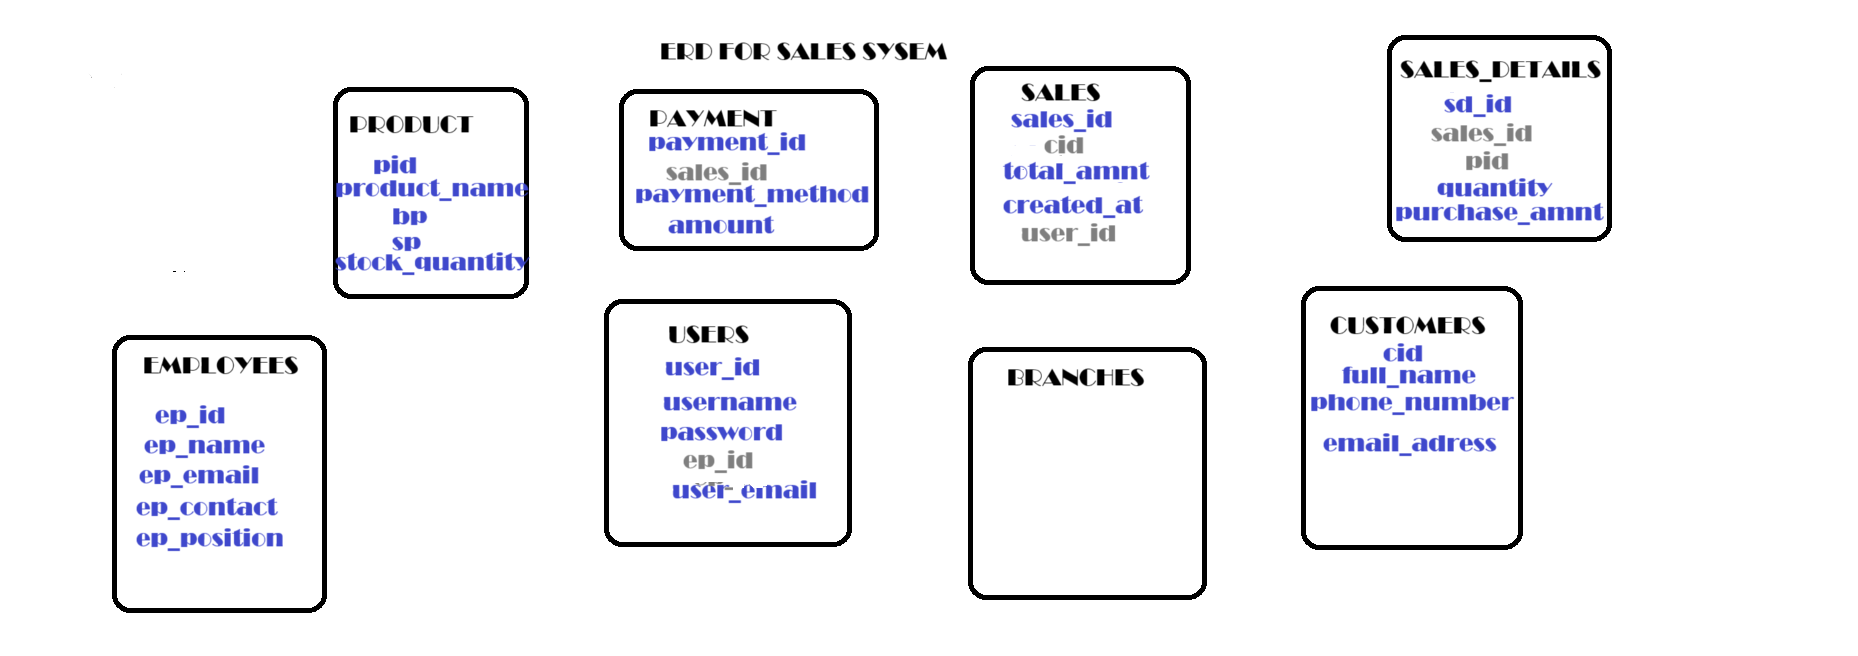 ERD FOR SALES SYSEM
PRODUCT
pid
product_name
bp
sp
stock_quantity
PAYMENT
payment_id
sales_id
payment_method
amount
SALES
sales_id
cid
total_amnt
created_at
user_id
SALES_DETAILS
sd_id
sales_id
pid
quantity
purchase_amnt
EMPLOYEES
ep_id
ep_name
ep_email
ep_contact
ep_position
USERS
user_id
username
password
ep_id
user_email
BRANCHES
CUSTOMERS
cid
full_name
phone_number
email_adress